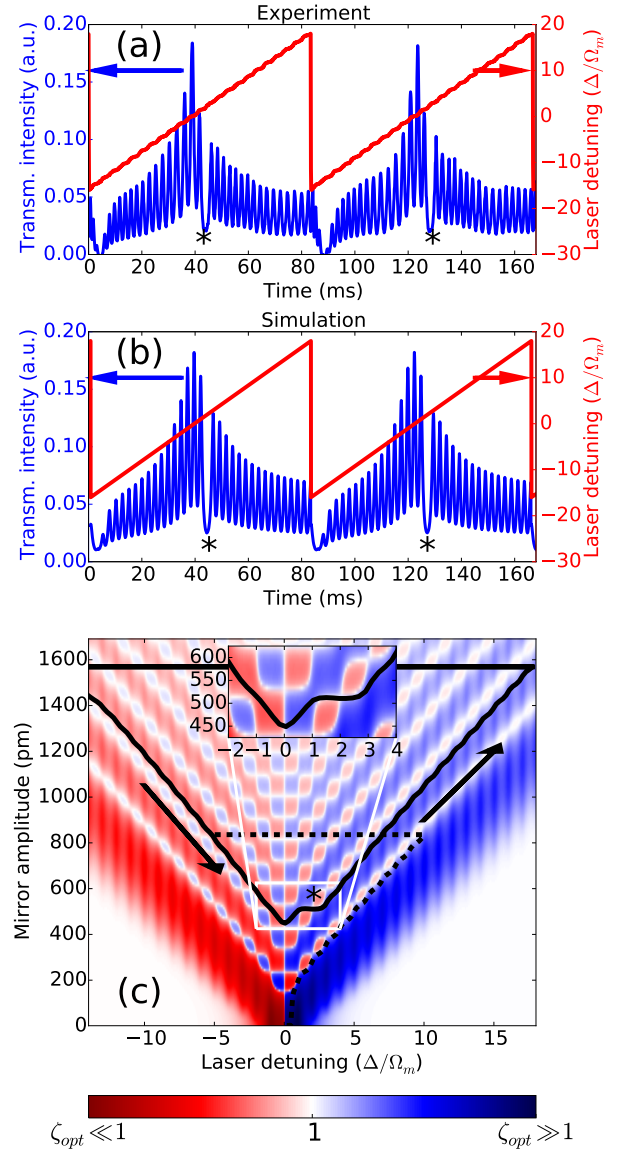 Experiment
(a)
Transm. intensity (a.u.)
0.20
0.15
0.10
0.05
0.00
*
*
20
10
0
−10
−20
−30
Laser detuning (Δ/Ωₘ)
0 20 40 60 80 100 120 140 160
Time (ms)
Simulation
(b)
Transm. intensity (a.u.)
0.20
0.15
0.10
0.05
0.00
*
*
20
10
0
−10
−20
−30
Laser detuning (Δ/Ωₘ)
0 20 40 60 80 100 120 140 160
Time (ms)
Mirror amplitude (pm)
1600
1400
1200
1000
800
600
400
200
0
600
550
500
450
−2 −1 0 1 2 3 4
*
(c)
−10 −5 0 5 10 15
Laser detuning (Δ/Ωₘ)
ζₒₚₜ ≪1 1 ζₒₚₜ ≫1